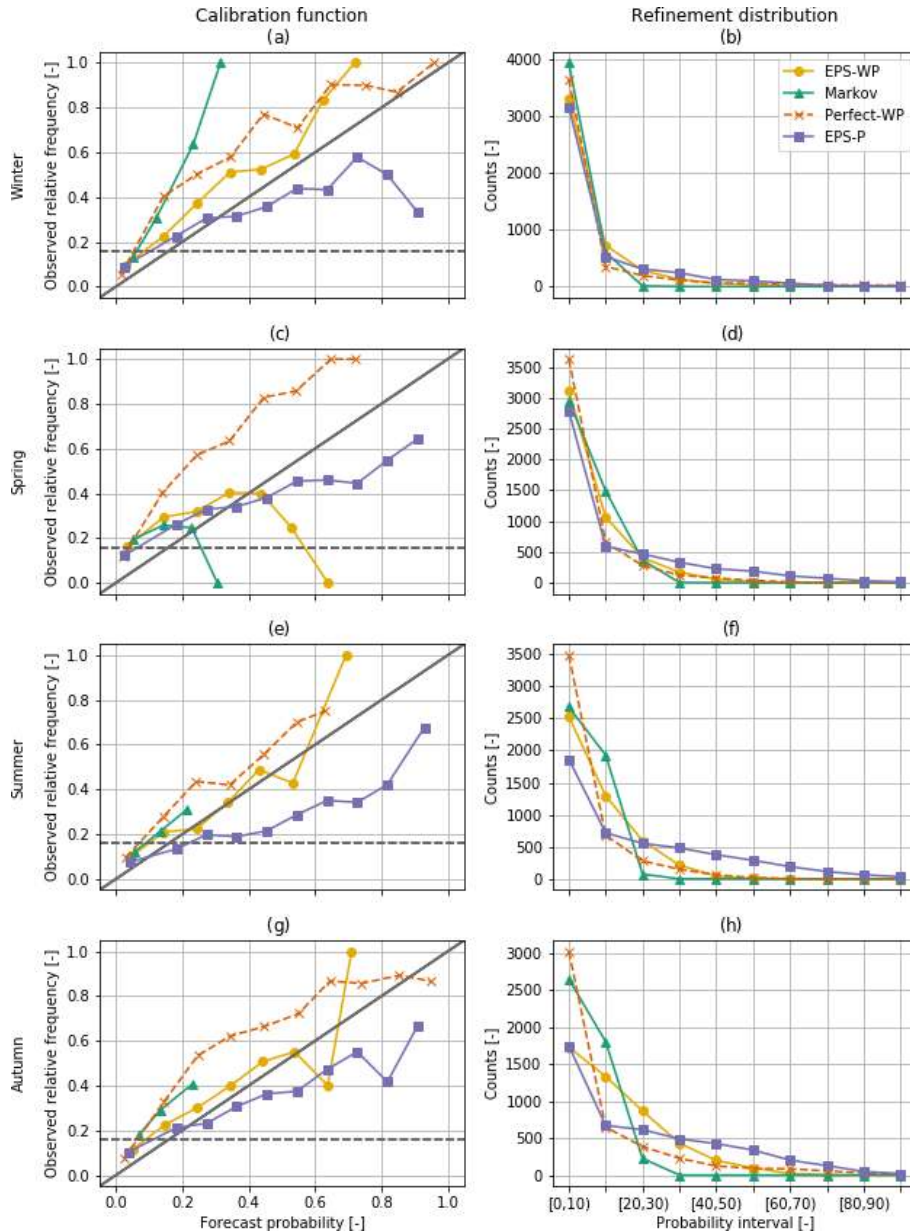 Calibration function
Refinement distribution
(a)
(b)
1.0
0.8
0.6
0.4
0.2
0.0
Observed relative frequency [-]
Winter
4000
3000
2000
1000
0
Counts [-]
EPS-WP
Markov
Perfect-WP
EPS-P
(c)
(d)
1.0
0.8
0.6
0.4
0.2
0.0
Observed relative frequency [-]
Spring
3500
3000
2500
2000
1500
1000
500
0
Counts [-]
(e)
(f)
1.0
0.8
0.6
0.4
0.2
0.0
Observed relative frequency [-]
Summer
3500
3000
2500
2000
1500
1000
500
0
Counts [-]
(g)
(h)
1.0
0.8
0.6
0.4
0.2
0.0
Observed relative frequency [-]
Autumn
3000
2500
2000
1500
1000
500
0
Counts [-]
0.0 0.2 0.4 0.6 0.8 1.0
Forecast probability [-]
[0,10) [20,30) [40,50) [60,70) [80,90)
Probability interval [-]